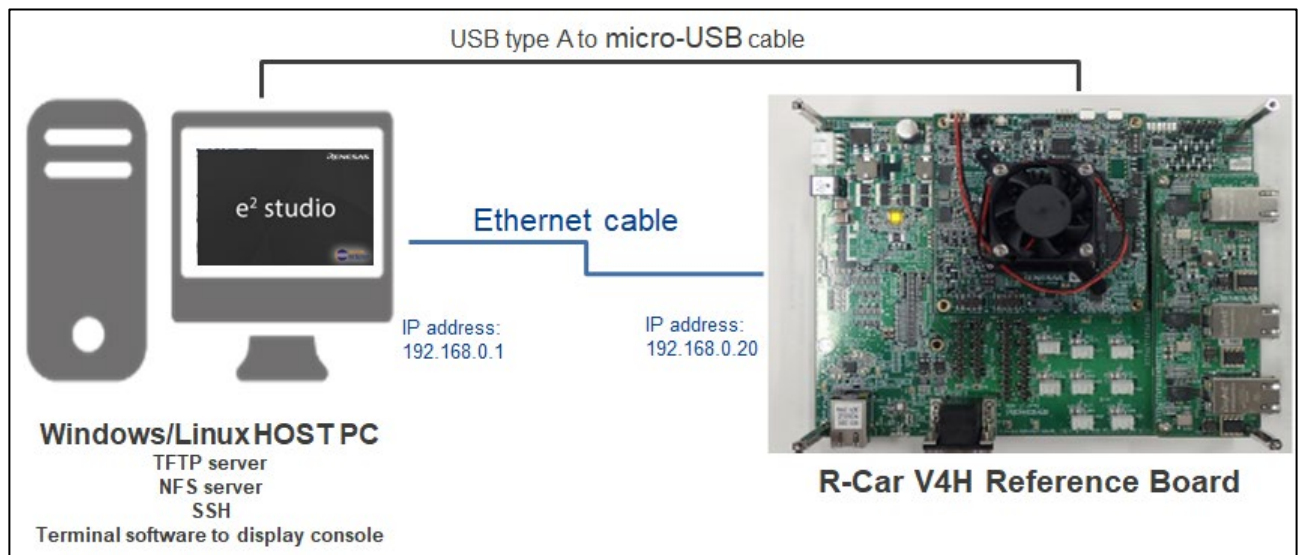 USB type A to micro-USB cable
RENESAS
e² studio
Ethernet cable
IP address:
192.168.0.1
IP address:
192.168.0.20
RENESAS
Windows/LinuxHOST PC
TFTP server
NFS server
SSH
Terminal software to display console
R-Car V4H Reference Board